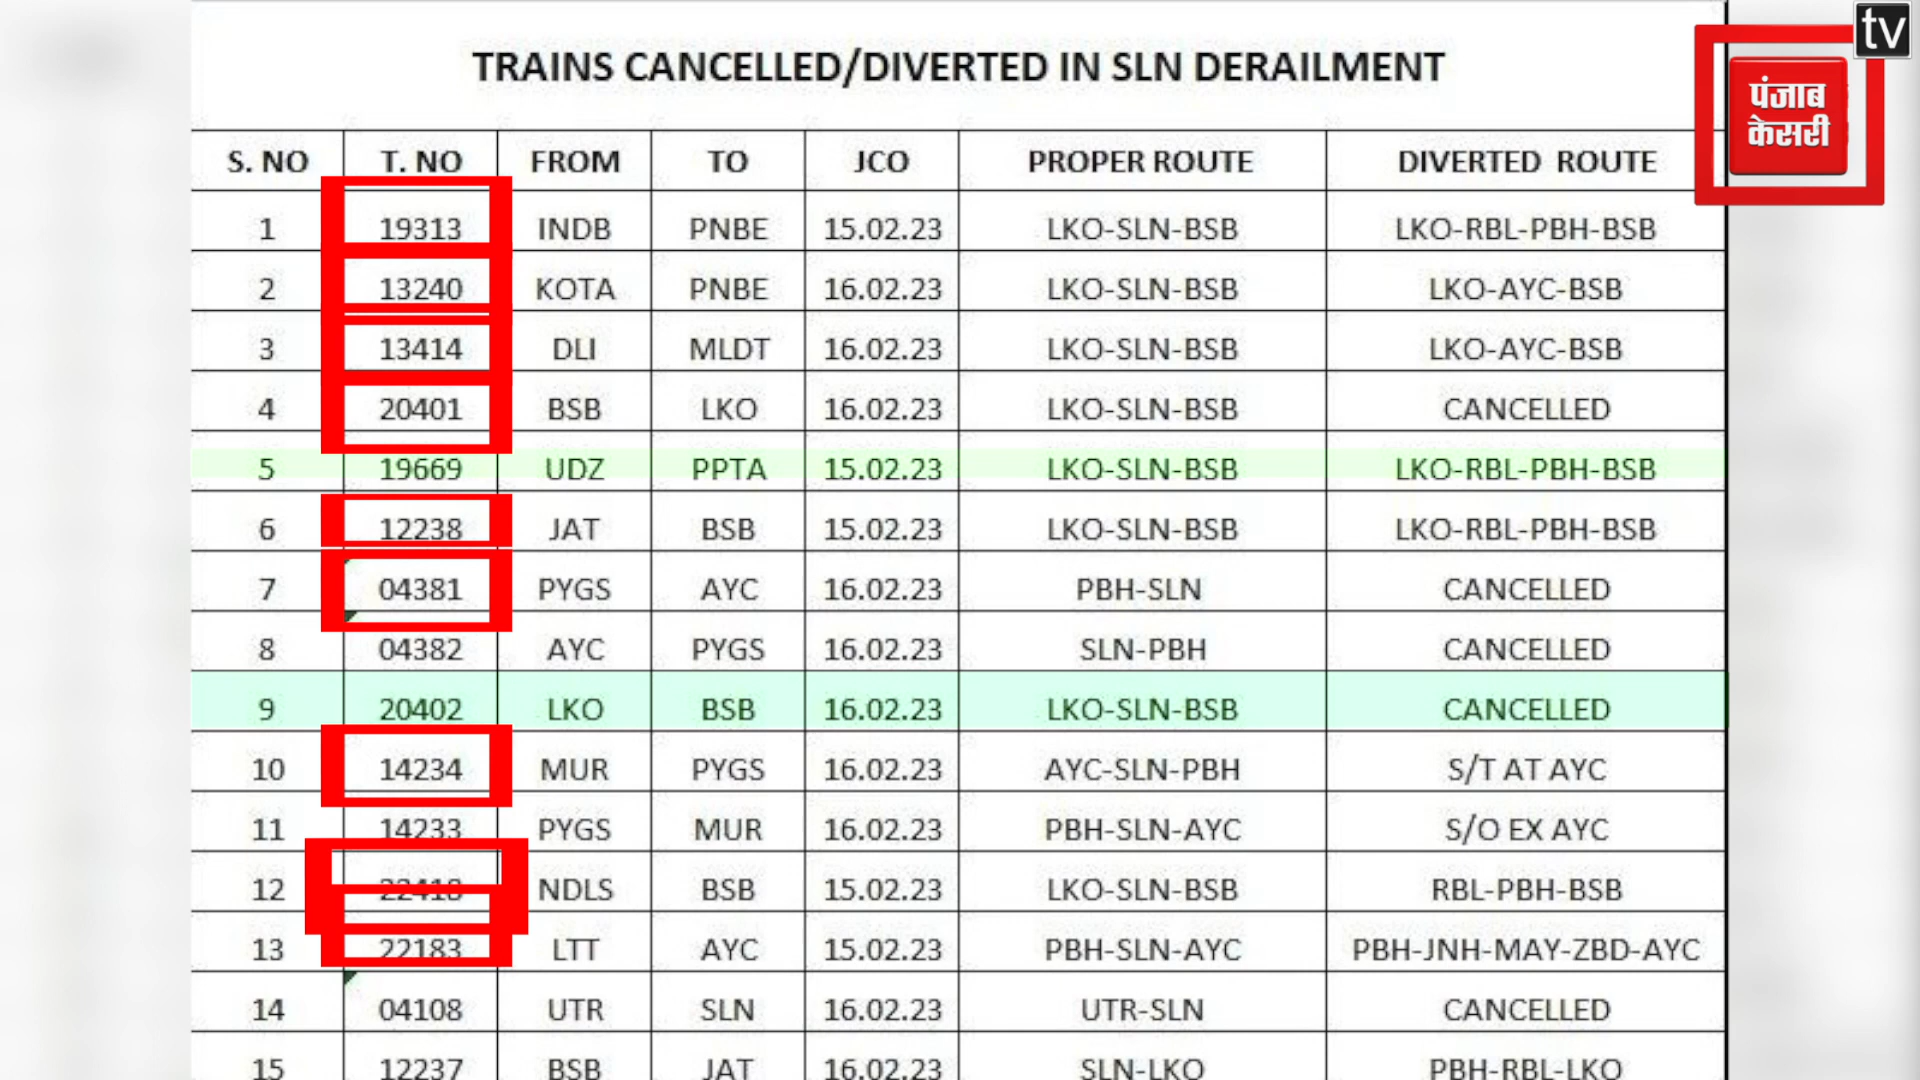 tv
पंजाब
केसरी
TRAINS CANCELLED/DIVERTED IN SLN DERAILMENT
S. NO T. NO FROM TO JCO PROPER ROUTE DIVERTED ROUTE
1 19313 INDB PNBE 15.02.23 LKO-SLN-BSB LKO-RBL-PBH-BSB
2 13240 KOTA PNBE 16.02.23 LKO-SLN-BSB LKO-AYC-BSB
3 13414 DLI MLDT 16.02.23 LKO-SLN-BSB LKO-AYC-BSB
4 20401 BSB LKO 16.02.23 LKO-SLN-BSB CANCELLED
5 19669 UDZ PPTA 15.02.23 LKO-SLN-BSB LKO-RBL-PBH-BSB
6 12238 JAT BSB 15.02.23 LKO-SLN-BSB LKO-RBL-PBH-BSB
7 04381 PYGS AYC 16.02.23 PBH-SLN CANCELLED
8 04382 AYC PYGS 16.02.23 SLN-PBH CANCELLED
9 20402 LKO BSB 16.02.23 LKO-SLN-BSB CANCELLED
10 14234 MUR PYGS 16.02.23 AYC-SLN-PBH S/T AT AYC
11 14233 PYGS MUR 16.02.23 PBH-SLN-AYC S/O EX AYC
12 22418 NDLS BSB 15.02.23 LKO-SLN-BSB RBL-PBH-BSB
13 22183 LTT AYC 15.02.23 PBH-SLN-AYC PBH-JNH-MAY-ZBD-AYC
14 04108 UTR SLN 16.02.23 UTR-SLN CANCELLED
15 12237 BSB JAT 16.02.23 SLN-LKO PBH-RBL-LKO